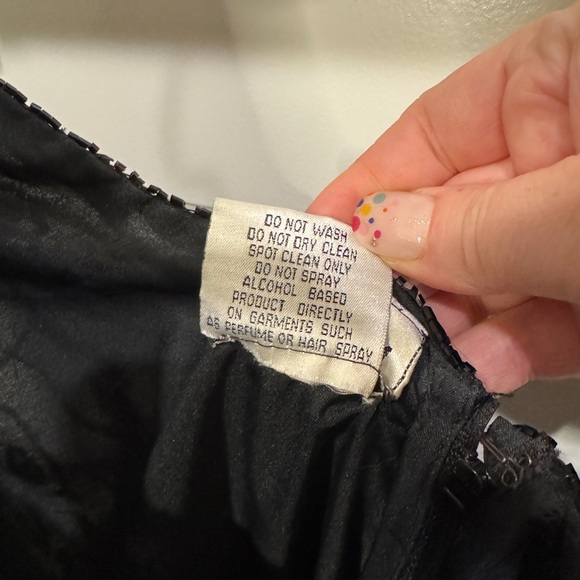 DO NOT WASH
DO NOT DRY CLEAN
SPOT CLEAN ONLY
DO NOT SPRAY
ALCOHOL BASED
PRODUCT DIRECTLY
ON GARMENTS SUCH
AS PERFUME OR HAIR SPRAY